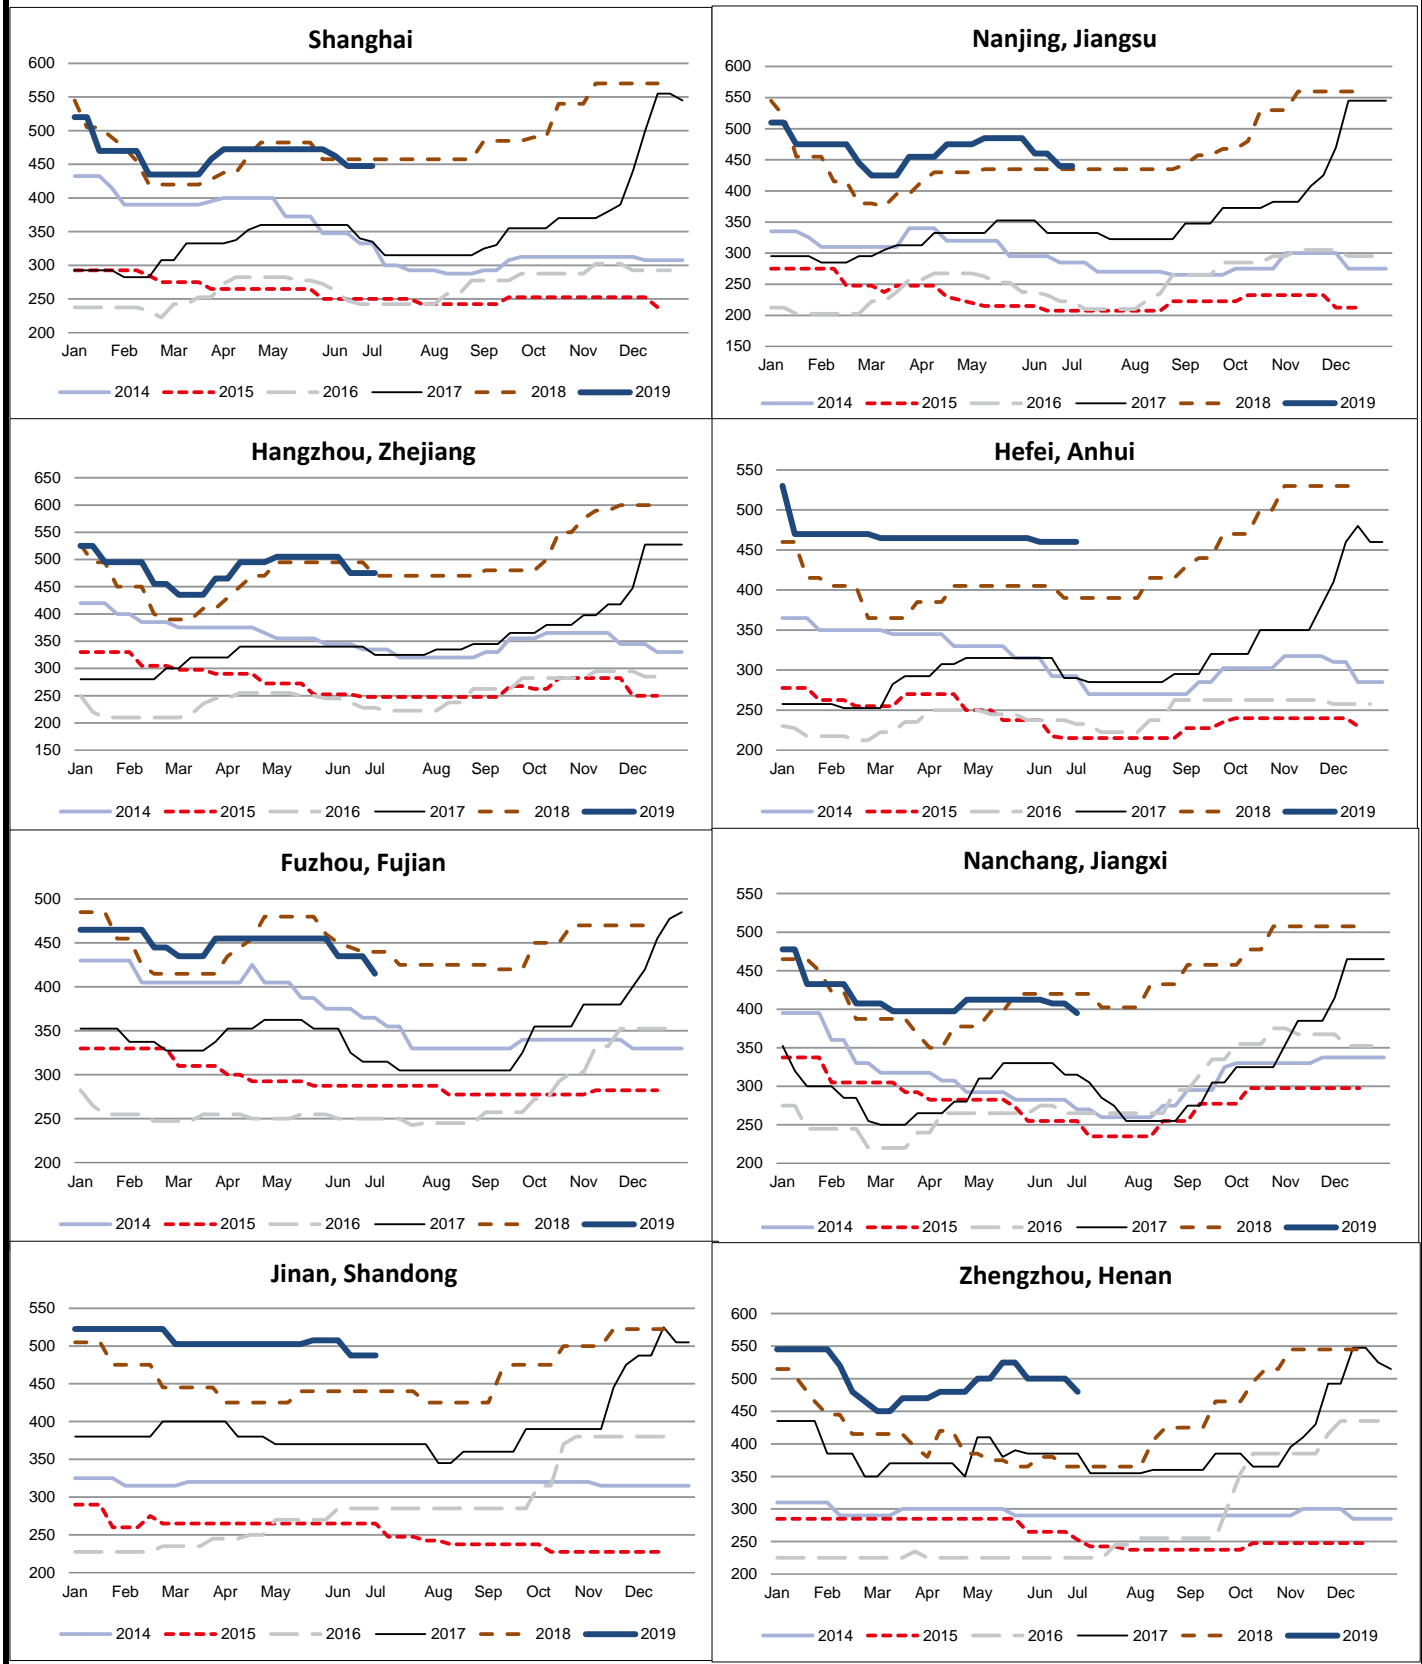 Shanghai
600
550
500
450
400
350
300
250
200
Jan Feb Mar Apr May Jun Jul Aug Sep Oct Nov Dec
2014 2015 2016 2017 2018 2019
Nanjing, Jiangsu
600
550
500
450
400
350
300
250
200
150
Jan Feb Mar Apr May Jun Jul Aug Sep Oct Nov Dec
2014 2015 2016 2017 2018 2019
Hangzhou, Zhejiang
650
600
550
500
450
400
350
300
250
200
150
Jan Feb Mar Apr May Jun Jul Aug Sep Oct Nov Dec
2014 2015 2016 2017 2018 2019
Hefei, Anhui
550
500
450
400
350
300
250
200
Jan Feb Mar Apr May Jun Jul Aug Sep Oct Nov Dec
2014 2015 2016 2017 2018 2019
Fuzhou, Fujian
500
450
400
350
300
250
200
Jan Feb Mar Apr May Jun Jul Aug Sep Oct Nov Dec
2014 2015 2016 2017 2018 2019
Nanchang, Jiangxi
550
500
450
400
350
300
250
200
Jan Feb Mar Apr May Jun Jul Aug Sep Oct Nov Dec
2014 2015 2016 2017 2018 2019
Jinan, Shandong
550
500
450
400
350
300
250
200
Jan Feb Mar Apr May Jun Jul Aug Sep Oct Nov Dec
2014 2015 2016 2017 2018 2019
Zhengzhou, Henan
600
550
500
450
400
350
300
250
200
Jan Feb Mar Apr May Jun Jul Aug Sep Oct Nov Dec
2014 2015 2016 2017 2018 2019